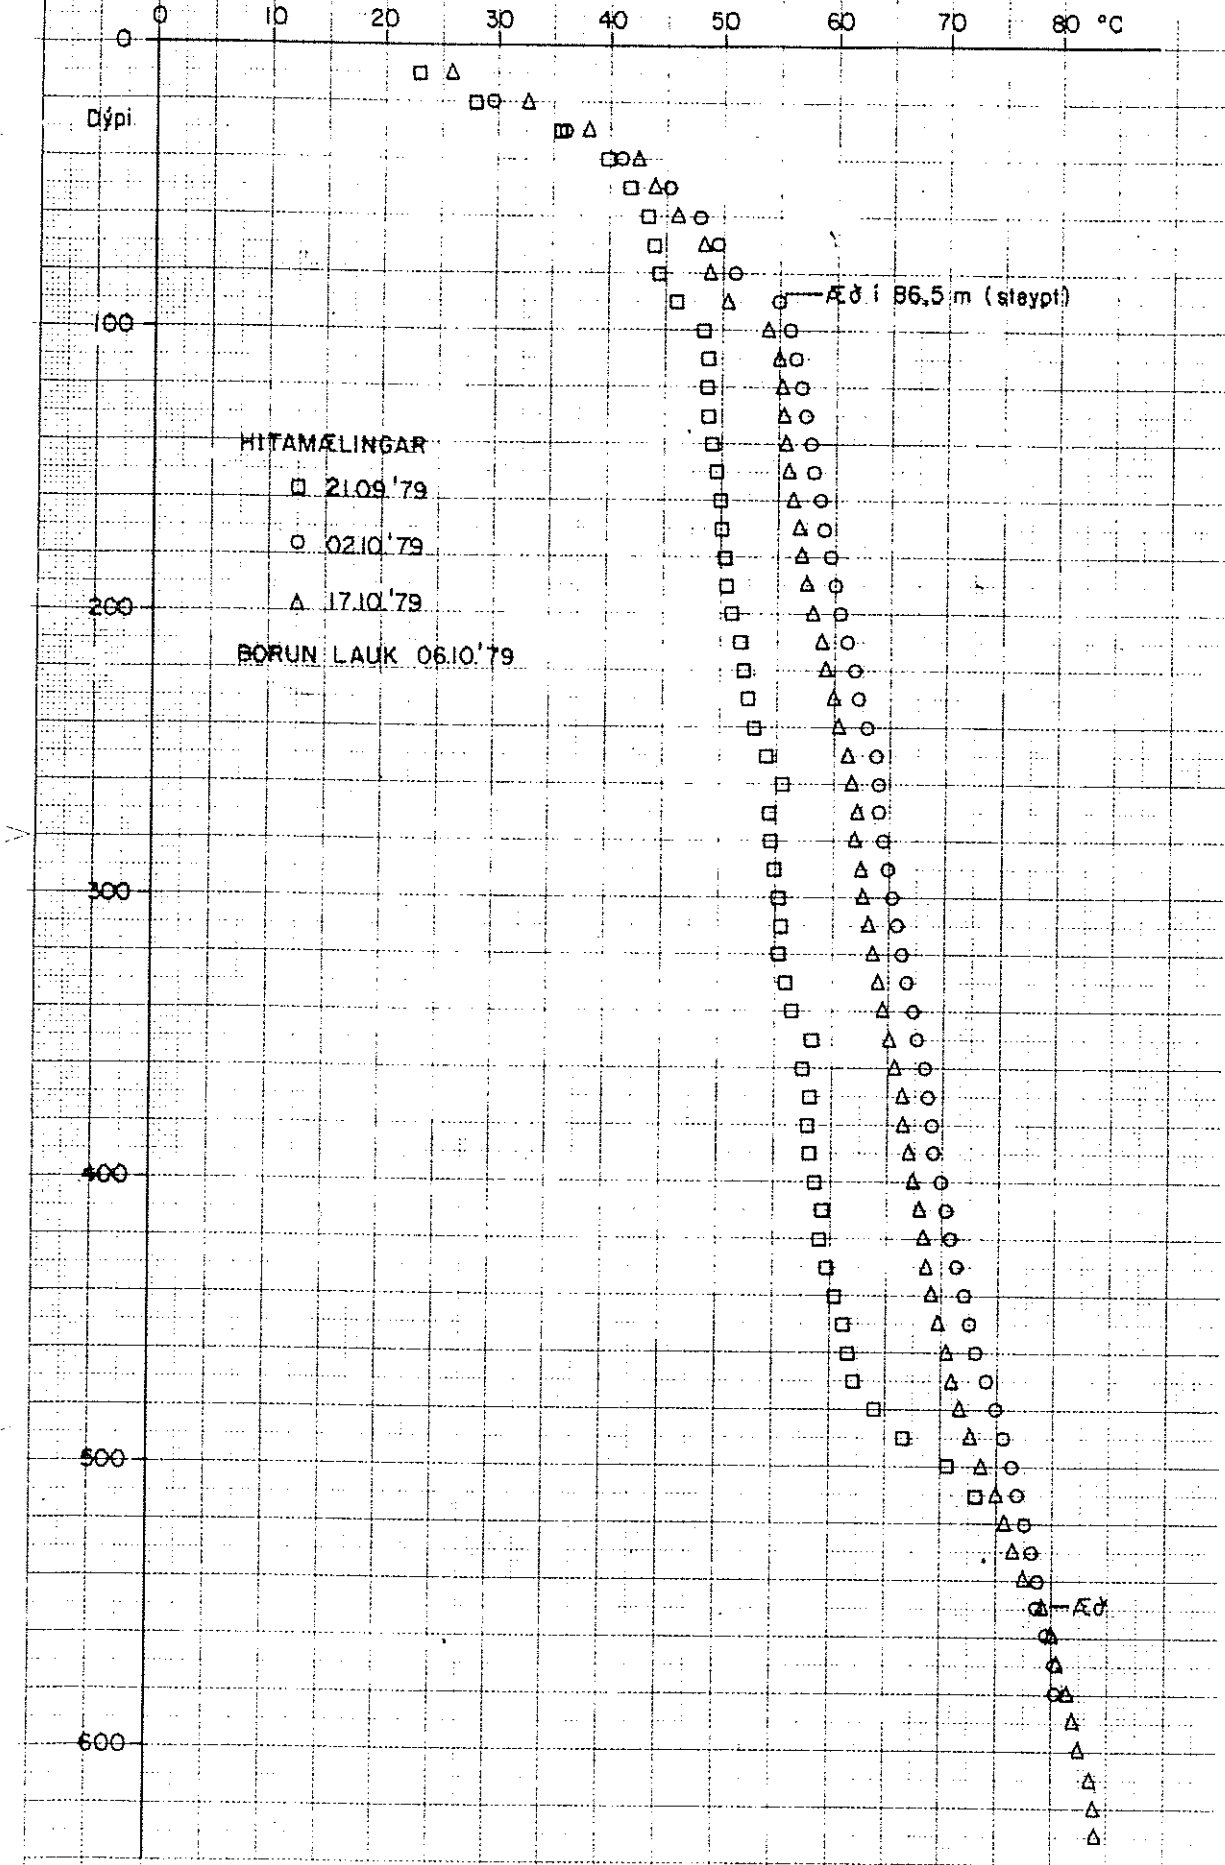 0 10 20 30 40 50 60 70 80 °C
0
Dýpi
Æð í 86,5 m (steypt)
100
HITAMÆLINGAR
□ 21.09.'79
○ 02.10.'79
△ 17.10.'79
200
BORUN LAUK 06.10.'79
300
400
500
Æð
600